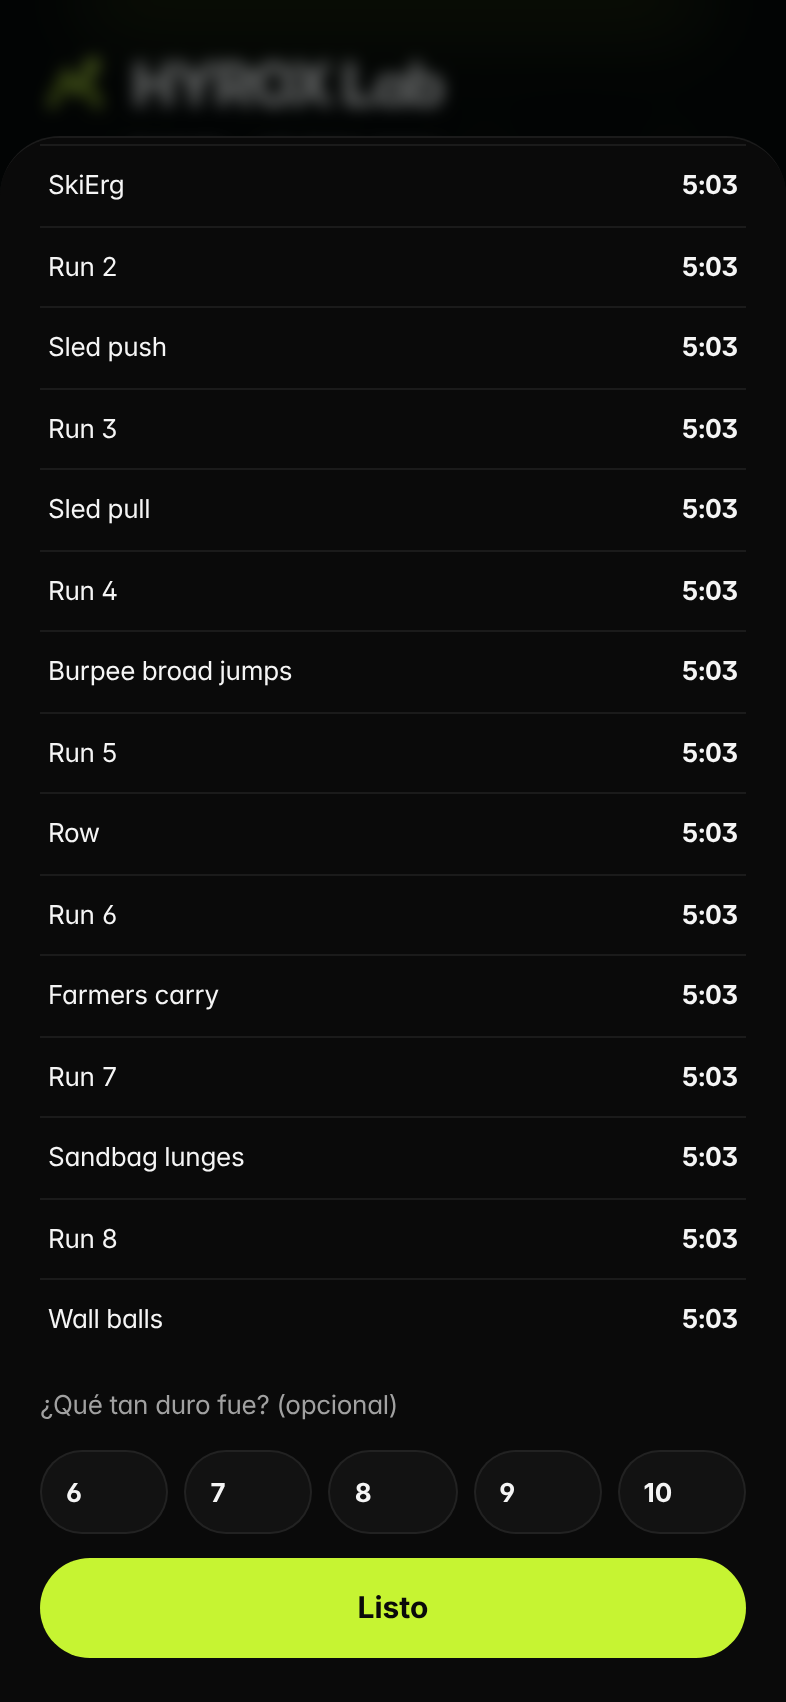 HYROX Lab
SkiErg 5:03
Run 2 5:03
Sled push 5:03
Run 3 5:03
Sled pull 5:03
Run 4 5:03
Burpee broad jumps 5:03
Run 5 5:03
Row 5:03
Run 6 5:03
Farmers carry 5:03
Run 7 5:03
Sandbag lunges 5:03
Run 8 5:03
Wall balls 5:03
¿Qué tan duro fue? (opcional)
6 7 8 9 10
Listo